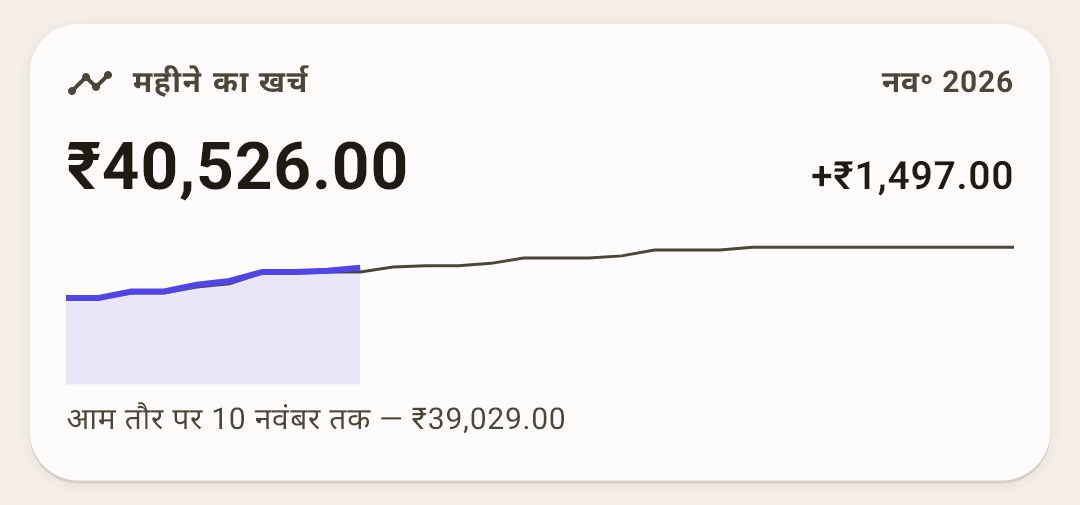 महीने का खर्च
नव॰ 2026
₹40,526.00
+₹1,497.00
आम तौर पर 10 नवंबर तक — ₹39,029.00